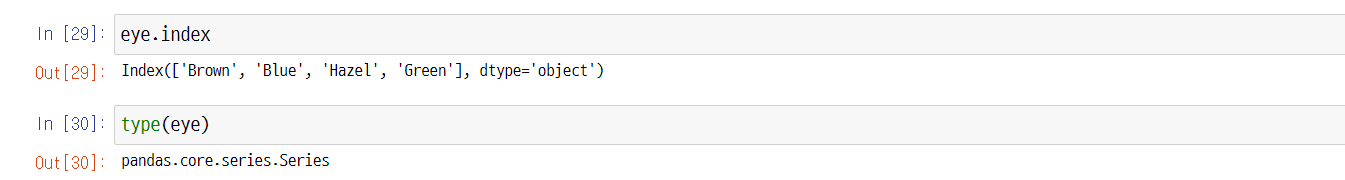 In [29]: eye.index
Out[29]: Index(['Brown', 'Blue', 'Hazel', 'Green'], dtype='object')
In [30]: type(eye)
Out[30]: pandas.core.series.Series